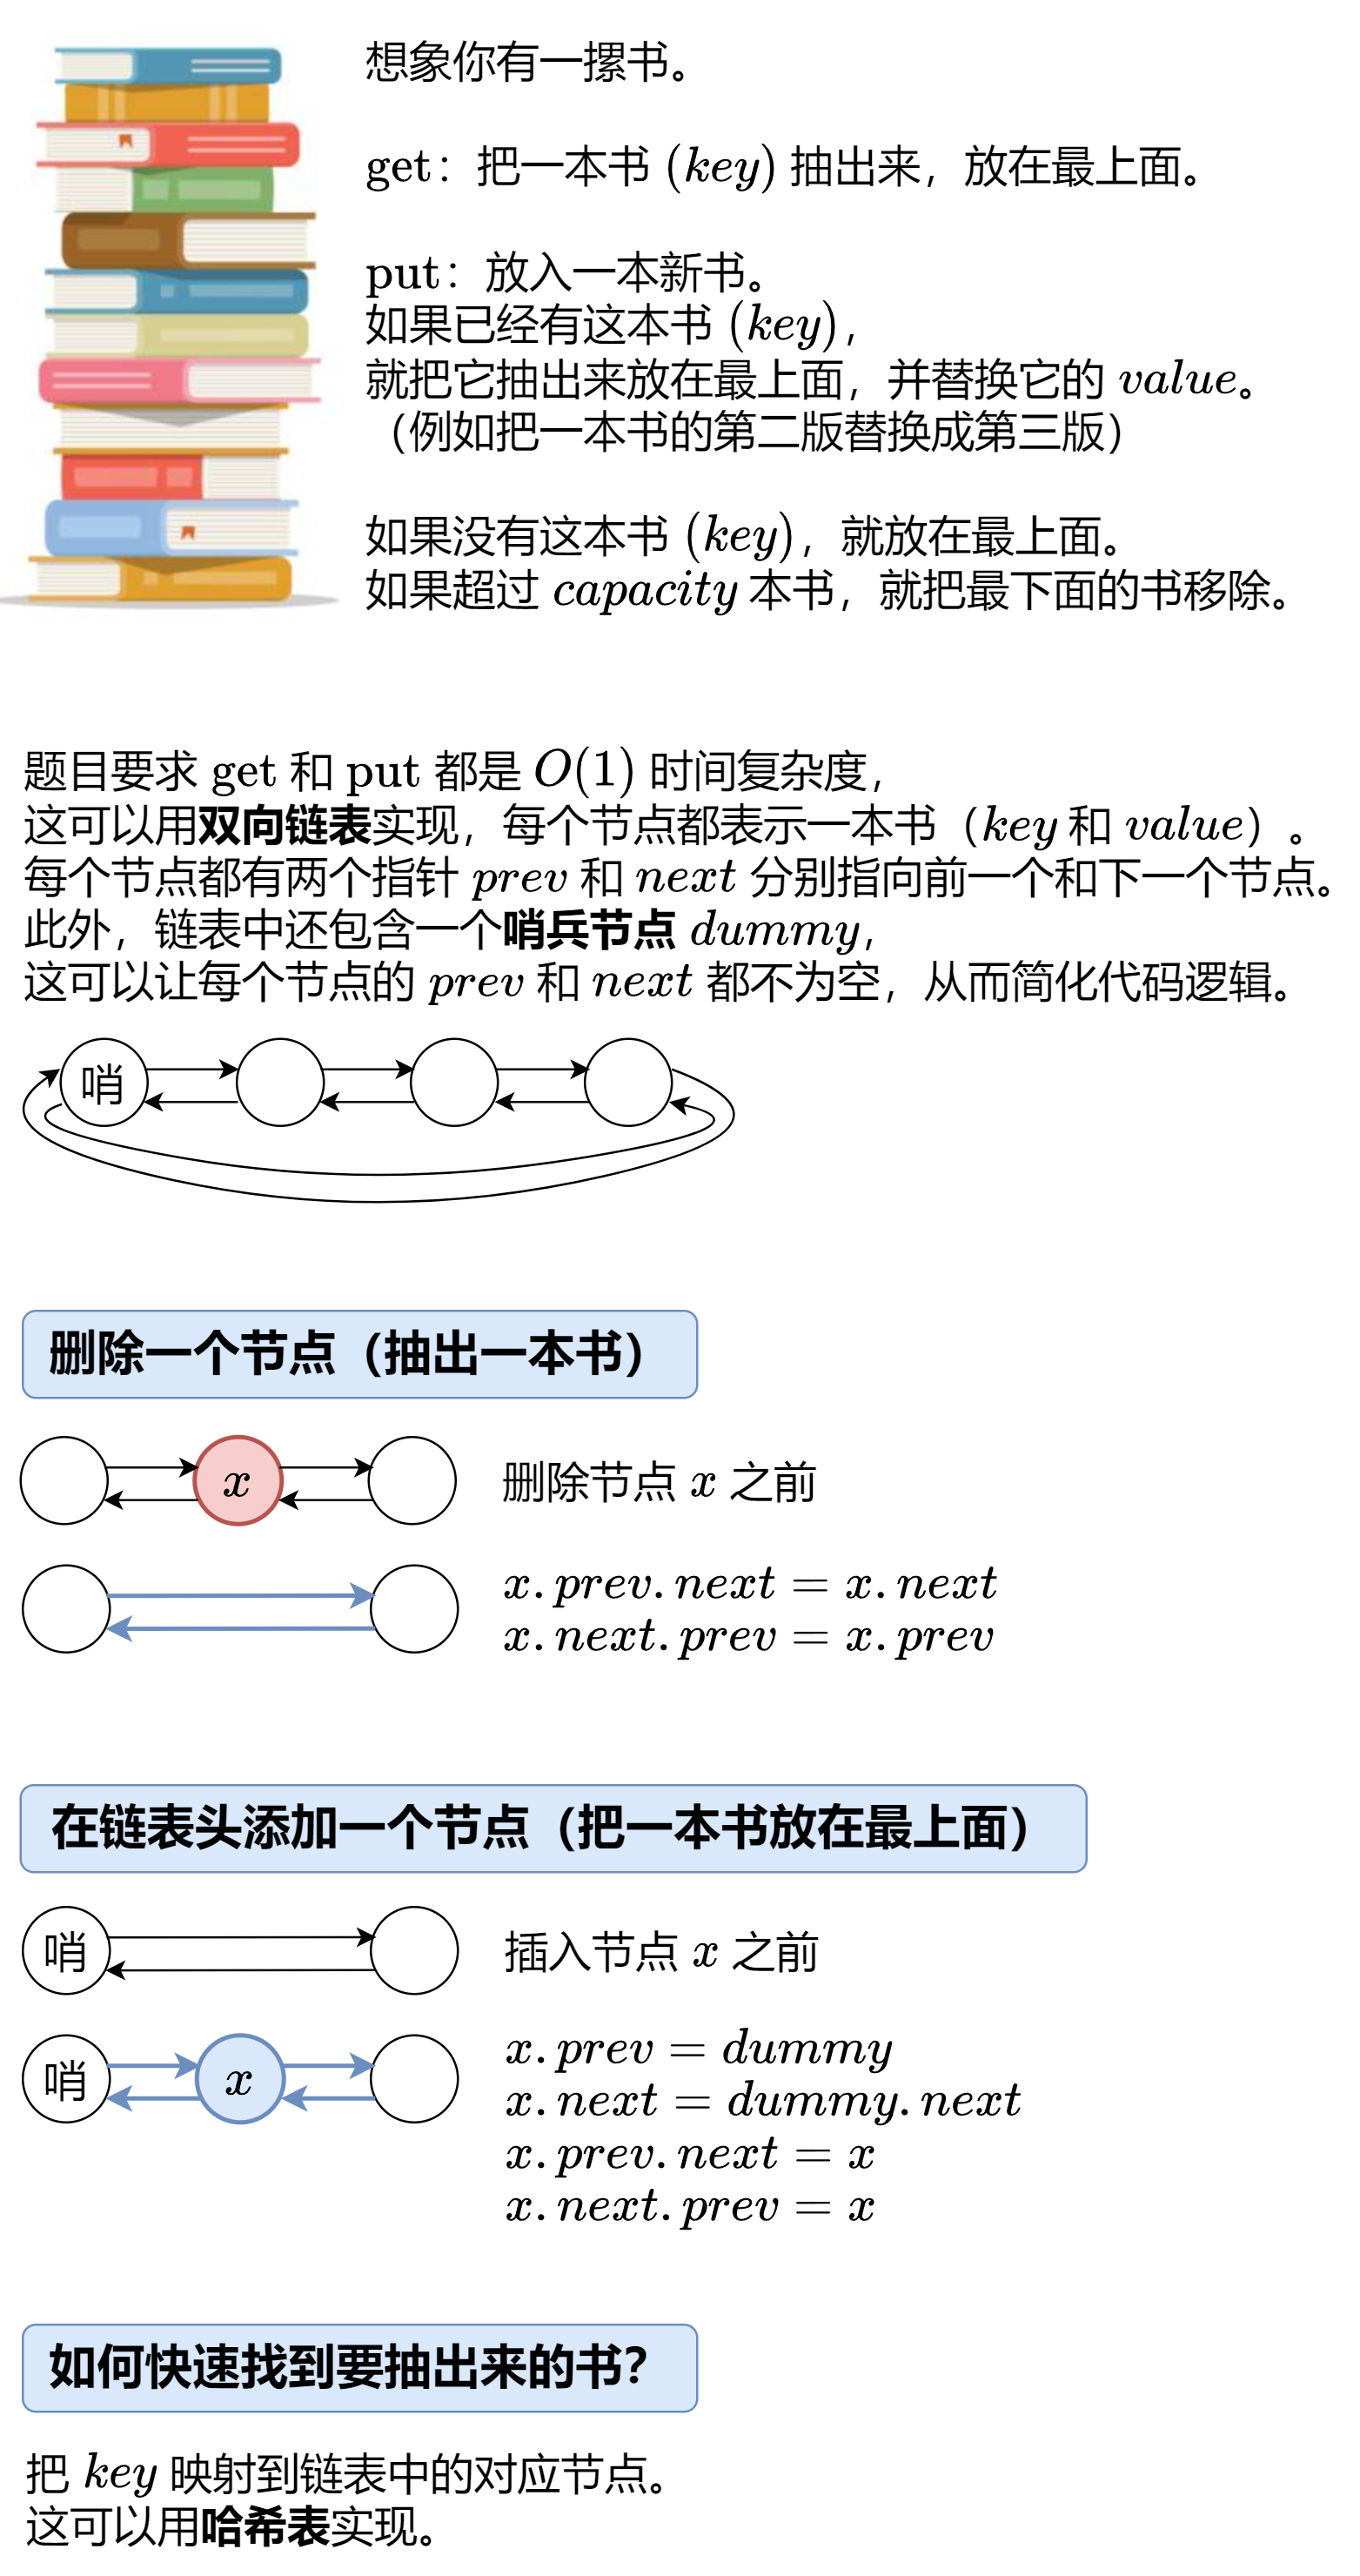 想象你有一摞书。
get：把一本书 (key) 抽出来，放在最上面。
put：放入一本新书。
如果已经有这本书 (key)，
就把它抽出来放在最上面，并替换它的 value。
（例如把一本书的第二版替换成第三版）
如果没有这本书 (key)，就放在最上面。
如果超过 capacity 本书，就把最下面的书移除。
题目要求 get 和 put 都是 O(1) 时间复杂度，
这可以用双向链表实现，每个节点都表示一本书（key 和 value）。
每个节点都有两个指针 prev 和 next 分别指向前一个和下一个节点。
此外，链表中还包含一个哨兵节点 dummy，
这可以让每个节点的 prev 和 next 都不为空，从而简化代码逻辑。
哨
删除一个节点（抽出一本书）
x
删除节点 x 之前
x.prev.next = x.next
x.next.prev = x.prev
在链表头添加一个节点（把一本书放在最上面）
哨
插入节点 x 之前
哨
x
x.prev = dummy
x.next = dummy.next
x.prev.next = x
x.next.prev = x
如何快速找到要抽出来的书？
把 key 映射到链表中的对应节点。
这可以用哈希表实现。